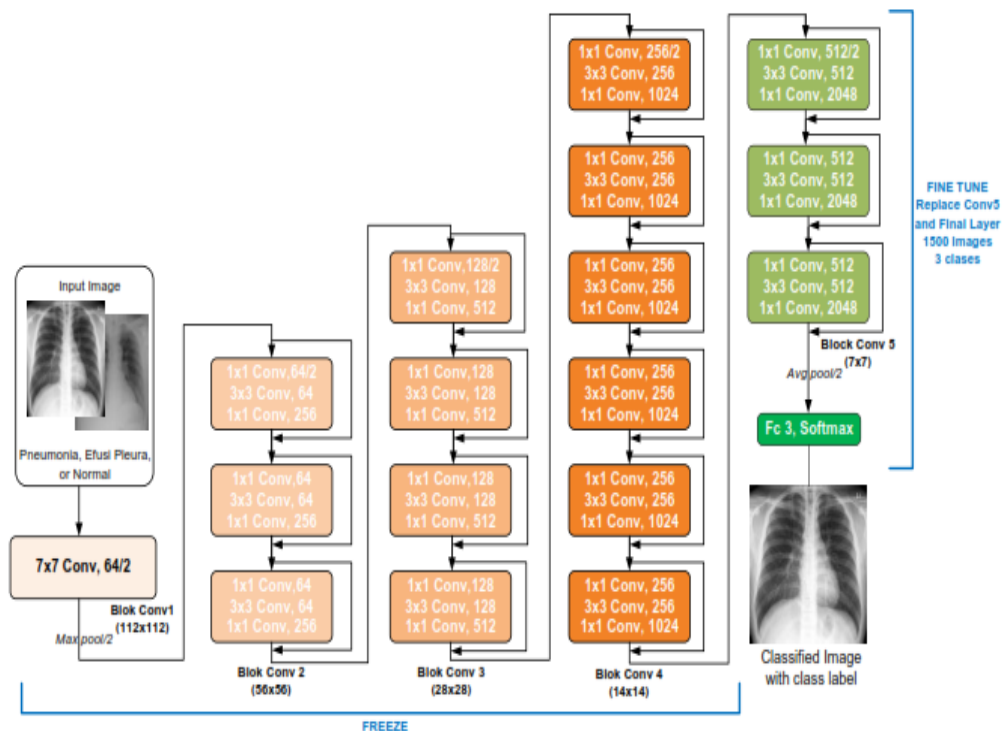 Input Image
Pneumonia, Efusi Pleura,
or Normal
7x7 Conv, 64/2
Blok Conv1
(112x112)
Max pool/2
1x1 Conv,64/2
3x3 Conv, 64
1x1 Conv, 256
1x1 Conv,64
3x3 Conv, 64
1x1 Conv, 256
1x1 Conv,64
3x3 Conv, 64
1x1 Conv, 256
Blok Conv 2
(56x56)
1x1 Conv,128/2
3x3 Conv, 128
1x1 Conv, 512
1x1 Conv,128
3x3 Conv, 128
1x1 Conv, 512
1x1 Conv,128
3x3 Conv, 128
1x1 Conv, 512
1x1 Conv,128
3x3 Conv, 128
1x1 Conv, 512
Blok Conv 3
(28x28)
1x1 Conv, 256/2
3x3 Conv, 256
1x1 Conv, 1024
1x1 Conv, 256
3x3 Conv, 256
1x1 Conv, 1024
1x1 Conv, 256
3x3 Conv, 256
1x1 Conv, 1024
1x1 Conv, 256
3x3 Conv, 256
1x1 Conv, 1024
1x1 Conv, 256
3x3 Conv, 256
1x1 Conv, 1024
1x1 Conv, 256
3x3 Conv, 256
1x1 Conv, 1024
Blok Conv 4
(14x14)
1x1 Conv, 512/2
3x3 Conv, 512
1x1 Conv, 2048
1x1 Conv, 512
3x3 Conv, 512
1x1 Conv, 2048
1x1 Conv, 512
3x3 Conv, 512
1x1 Conv, 2048
Block Conv 5
(7x7)
Avg pool/2
Fc 3, Softmax
Classified Image
with class label
FINE TUNE
Replace Conv5
and Final Layer
1500 Images
3 clases
FREEZE